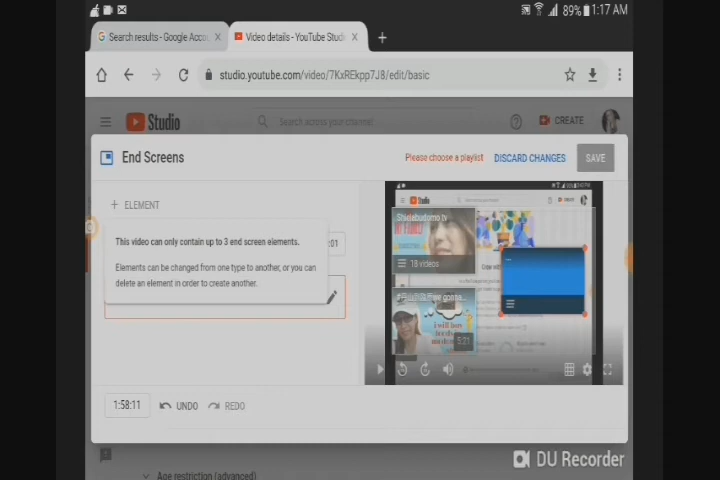 89% 1:17 AM
Search results - Google Accou
Video details - YouTube Studi
studio.youtube.com/video/7KxREkpp7J8/edit/basic
Studio
Search across your channel
CREATE
End Screens
Please choose a playlist
DISCARD CHANGES
SAVE
+ ELEMENT
:01
This video can only contain up to 3 end screen elements.
Elements can be changed from one type to another, or you can
delete an element in order to create another.
Studio
18 videos
i will buy
5:21
1:58:11
UNDO
REDO
Age restriction (advanced)
DU Recorder